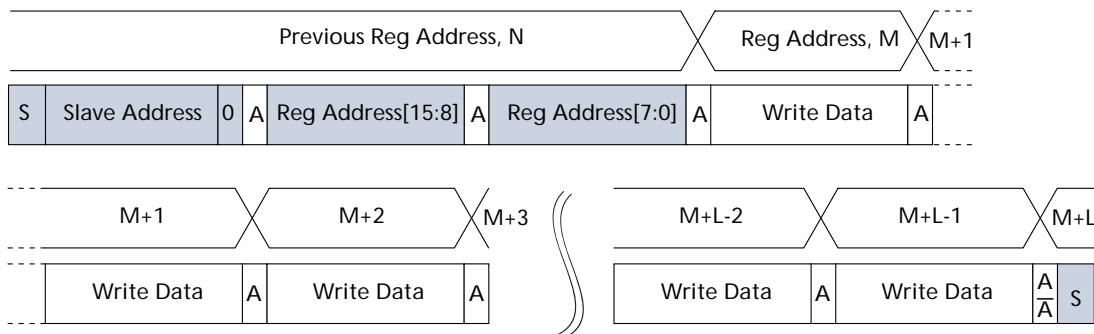 Previous Reg Address, N Reg Address, M M+1
S Slave Address 0 A Reg Address[15:8] A Reg Address[7:0] A Write Data A
M+1 M+2 M+3 M+L-2 M+L-1 M+L
Write Data A Write Data A Write Data A Write Data A A̅ S